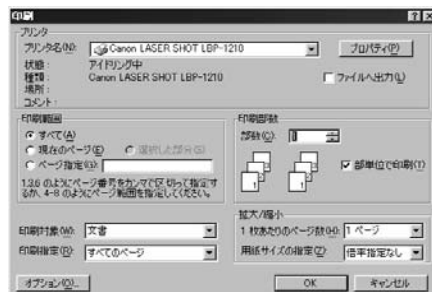 印刷
プリンタ
プリンタ名(N): Canon LASER SHOT LBP-1210 プロパティ(P)
状態: アイドリング中
種類: Canon LASER SHOT LBP-1210 ファイルへ出力(L)
場所:
コメント:
印刷範囲
すべて(A)
現在のページ(E) 選択した部分(S)
ページ指定(G):
1,3,6 のようにページ番号をカンマで区切って指定するか、4-8 のようにページ範囲を指定してください。
印刷部数
部数(C): 1
部単位で印刷(T)
印刷対象(W): 文書
印刷指定(R): すべてのページ
拡大/縮小
1 枚あたりのページ数(H): 1 ページ
用紙サイズの指定(Z): 倍率指定なし
オプション(O)... OK キャンセル